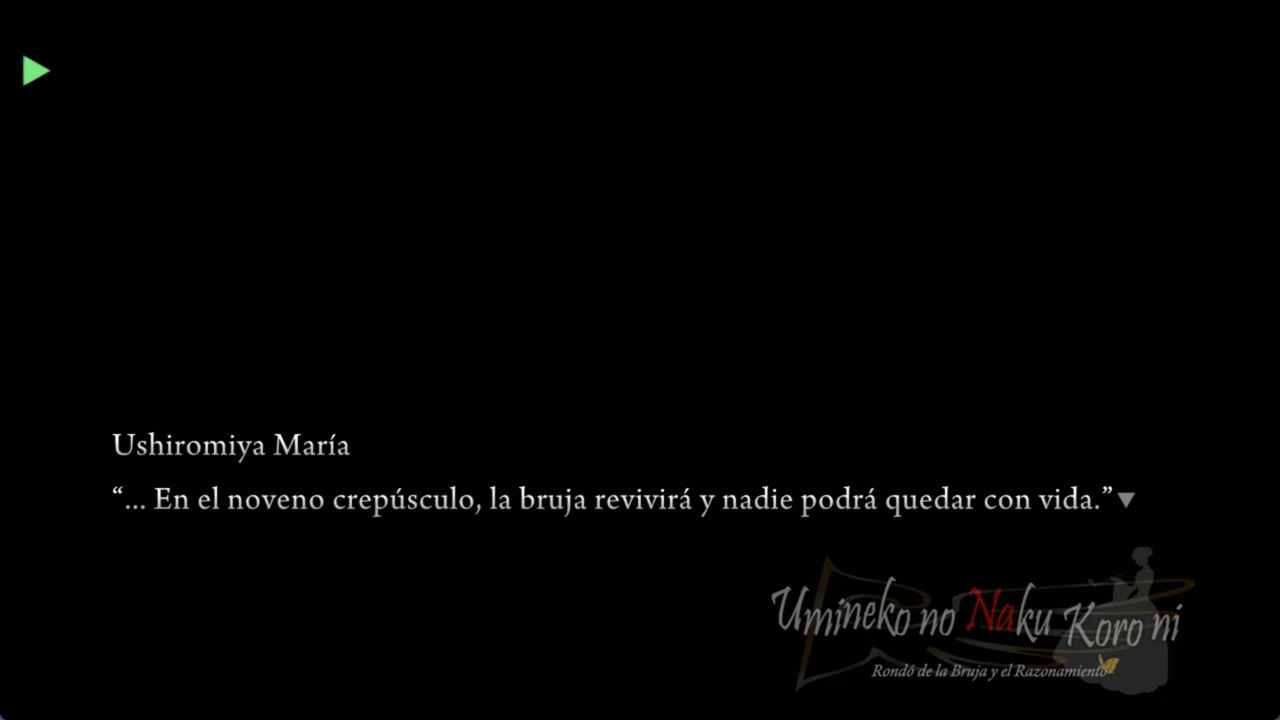 Ushiromiya María
“... En el noveno crepúsculo, la bruja revivirá y nadie podrá quedar con vida.”
Umineko no Naku Koro ni
Rondó de la Bruja y el Razonamiento